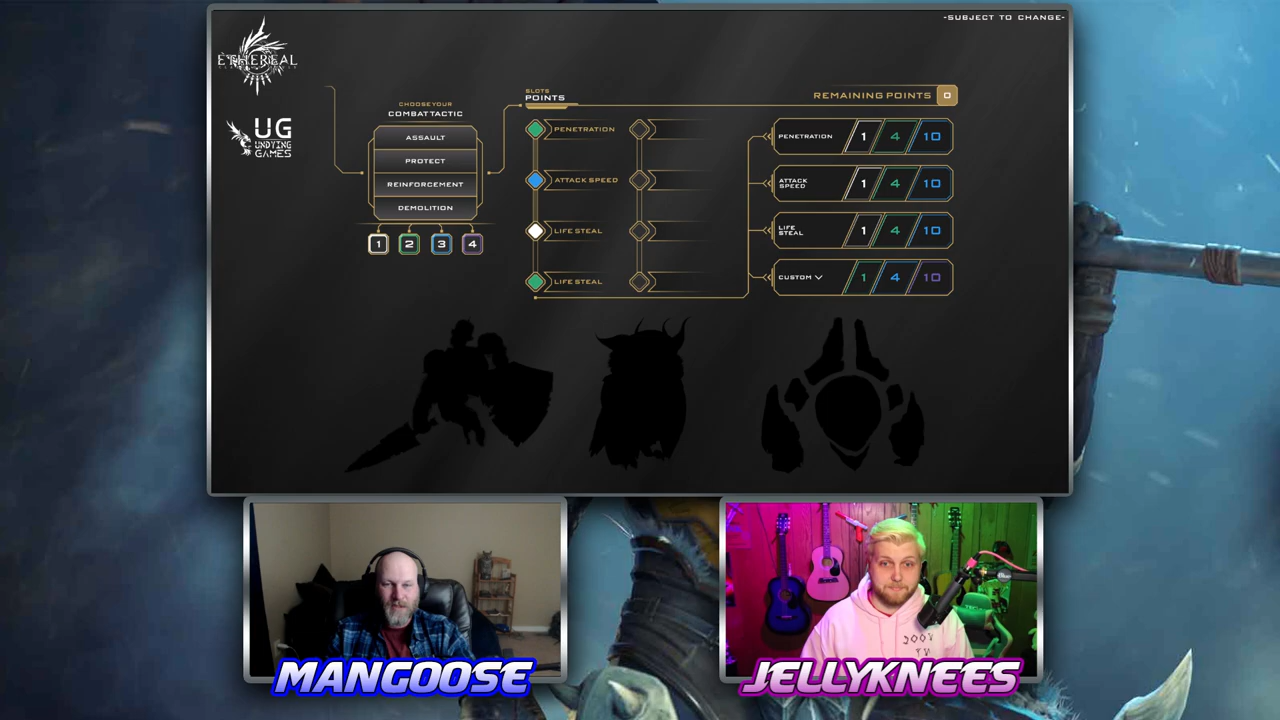 -SUBJECT TO CHANGE-
ETHEREAL
UG
UNDYING
GAMES
CHOOSE YOUR
COMBAT TACTIC
ASSAULT
PROTECT
REINFORCEMENT
DEMOLITION
1 2 3 4
SLOTS
POINTS
PENETRATION
ATTACK SPEED
LIFE STEAL
LIFE STEAL
REMAINING POINTS 0
PENETRATION 1 4 10
ATTACK
SPEED 1 4 10
LIFE
STEAL 1 4 10
CUSTOM 1 4 10
MANGOOSE
JELLYKNEES